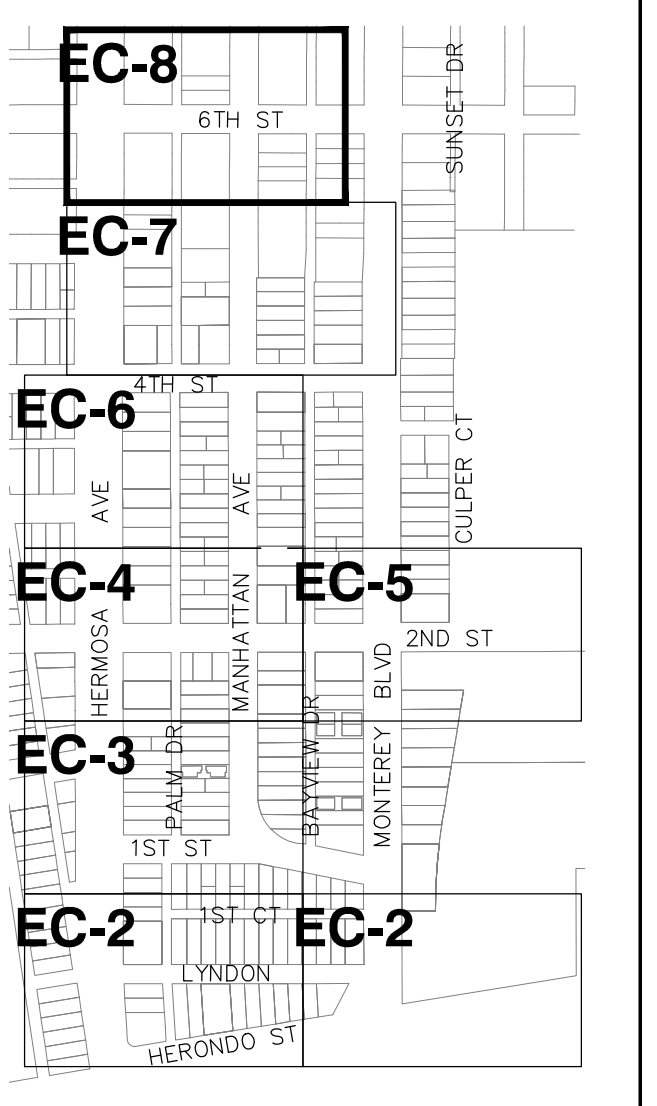 EC-8
6TH ST
SUNSET DR
EC-7
4TH ST
EC-6
AVE
AVE
CULPER CT
EC-4
EC-5
HERMOSA
MANHATTAN
2ND ST
BLVD
EC-3
PALM DR
BAYVIEW DR
MONTEREY
1ST ST
EC-2
1ST CT
EC-2
LYNDON
HERONDO ST